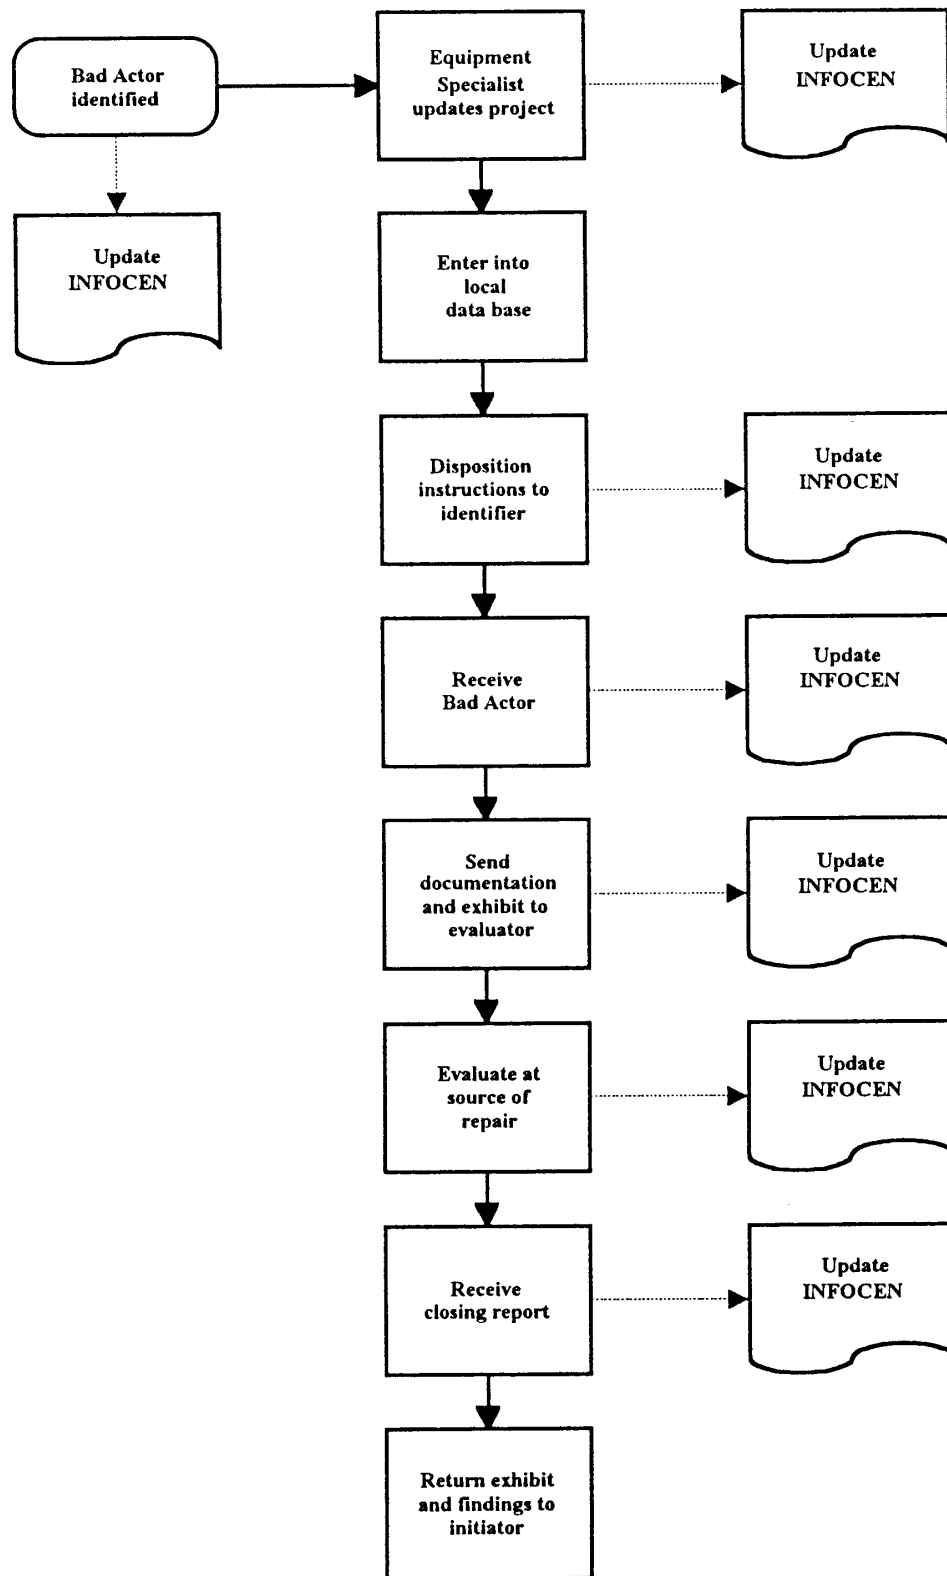 Bad Actor
identified
Equipment
Specialist
updates project
Update
INFOCEN
Update
INFOCEN
Enter into
local
data base
Disposition
instructions to
identifier
Update
INFOCEN
Receive
Bad Actor
Update
INFOCEN
Send
documentation
and exhibit to
evaluator
Update
INFOCEN
Evaluate at
source of
repair
Update
INFOCEN
Receive
closing report
Update
INFOCEN
Return exhibit
and findings to
initiator